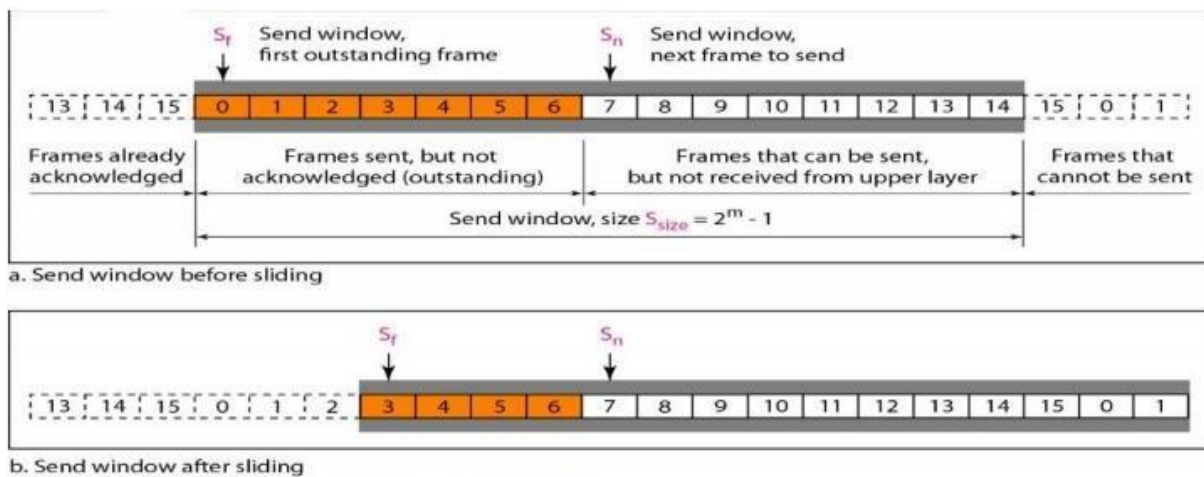 Sf Send window, first outstanding frame
Sn Send window, next frame to send
13 14 15 0 1 2 3 4 5 6 7 8 9 10 11 12 13 14 15 0 1
Frames already acknowledged
Frames sent, but not acknowledged (outstanding)
Frames that can be sent, but not received from upper layer
Frames that cannot be sent
Send window, size Ssize = 2^m - 1
a. Send window before sliding
Sf Sn
13 14 15 0 1 2 3 4 5 6 7 8 9 10 11 12 13 14 15 0 1
b. Send window after sliding